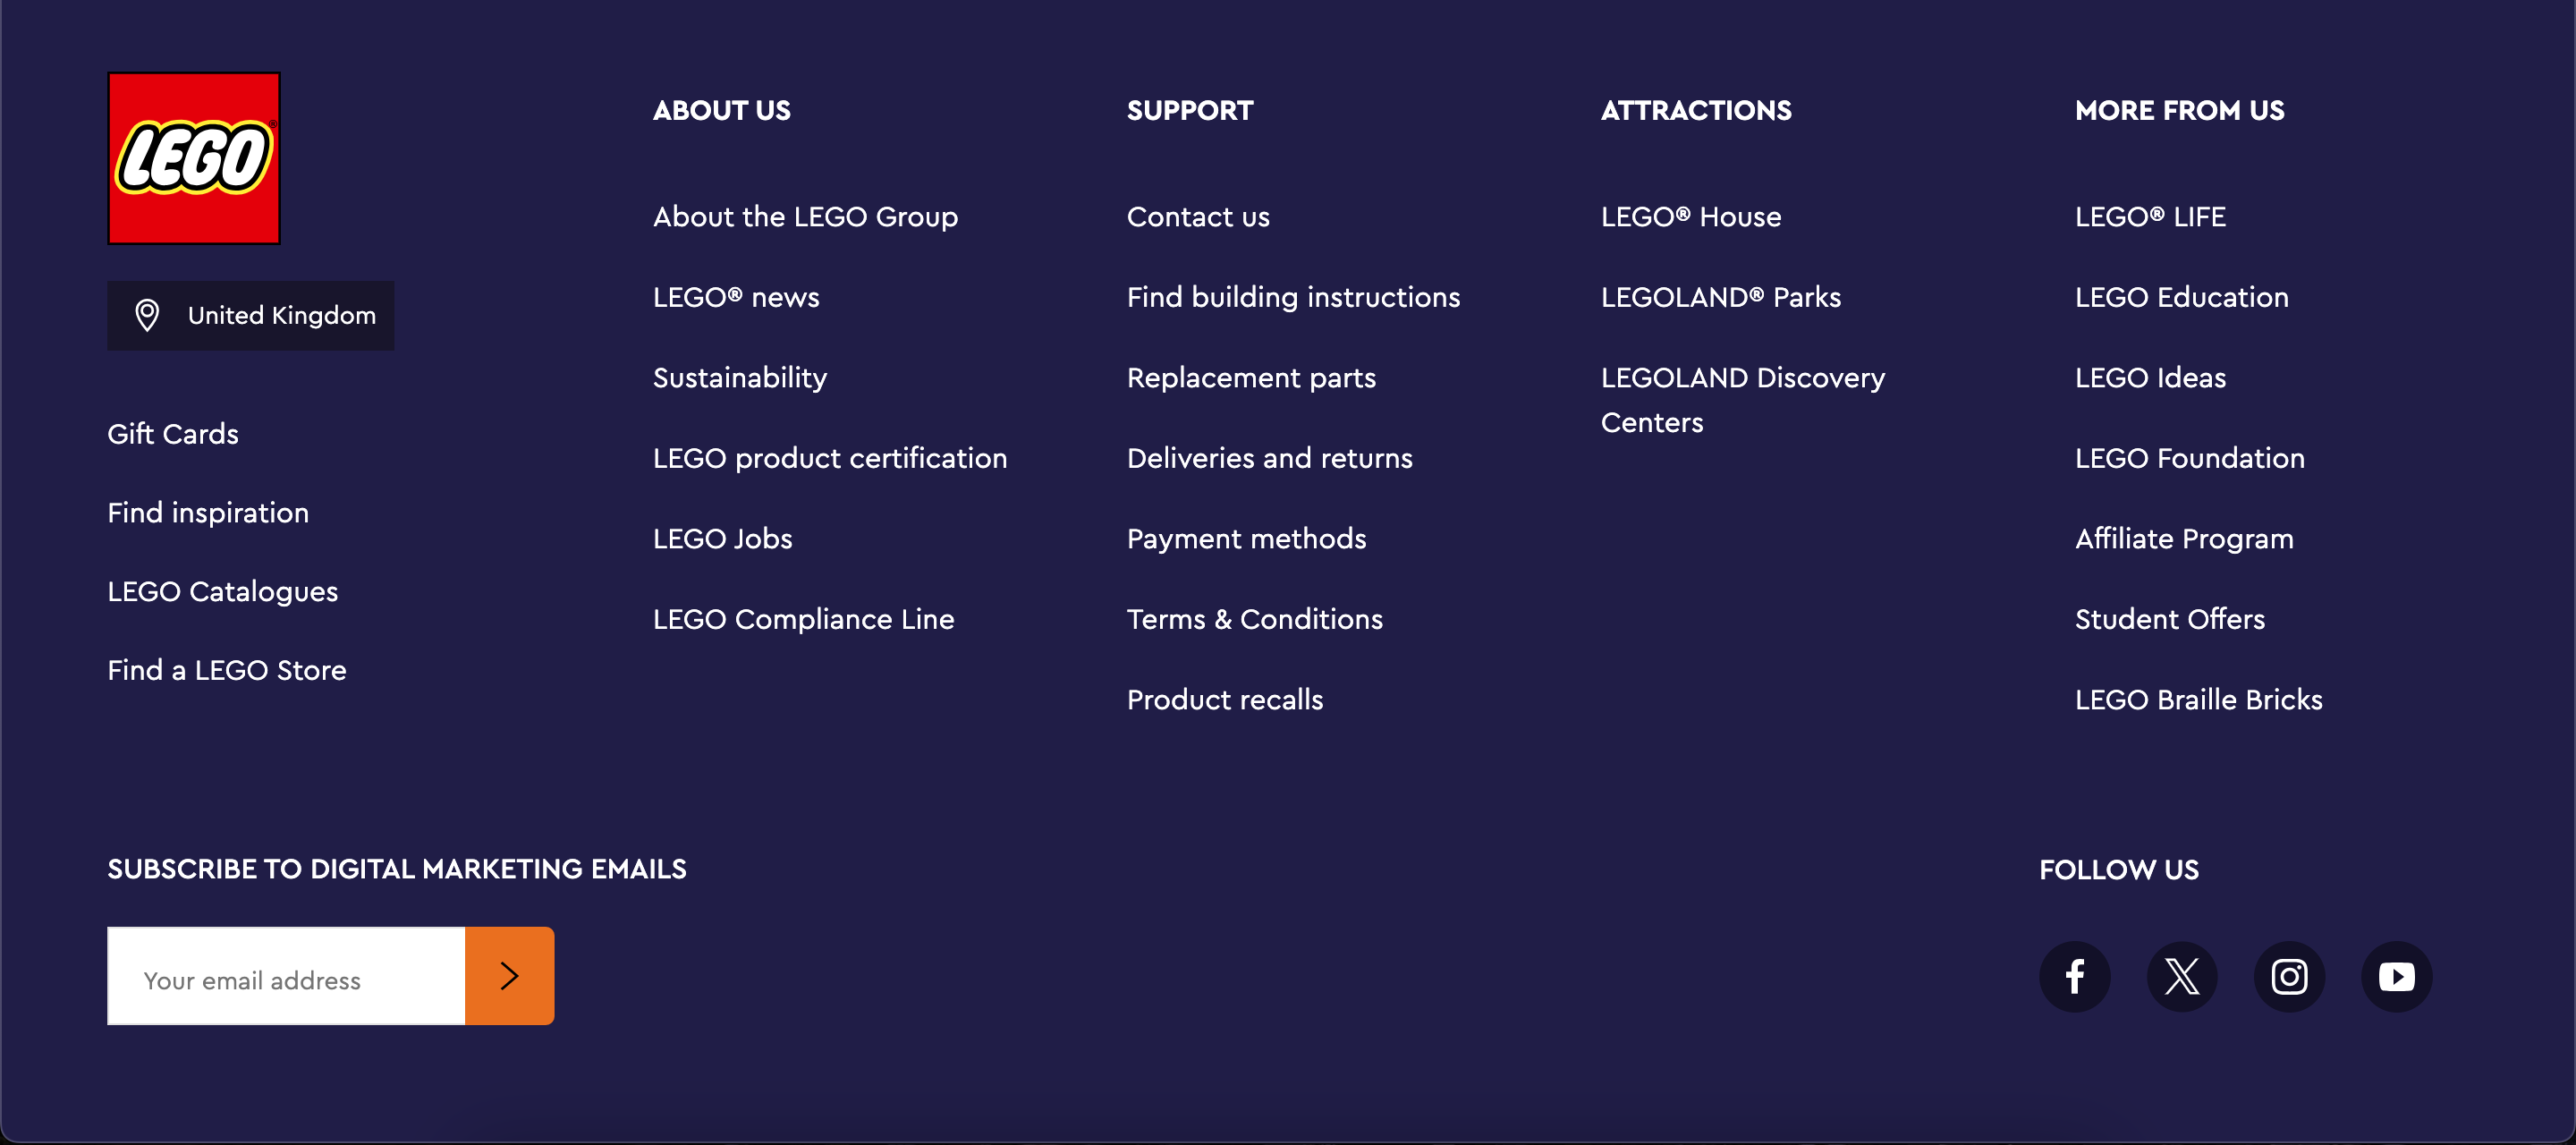 LEGO®
United Kingdom
Gift Cards
Find inspiration
LEGO Catalogues
Find a LEGO Store
ABOUT US
About the LEGO Group
LEGO® news
Sustainability
LEGO product certification
LEGO Jobs
LEGO Compliance Line
SUPPORT
Contact us
Find building instructions
Replacement parts
Deliveries and returns
Payment methods
Terms & Conditions
Product recalls
ATTRACTIONS
LEGO® House
LEGOLAND® Parks
LEGOLAND Discovery
Centers
MORE FROM US
LEGO® LIFE
LEGO Education
LEGO Ideas
LEGO Foundation
Affiliate Program
Student Offers
LEGO Braille Bricks
SUBSCRIBE TO DIGITAL MARKETING EMAILS
Your email address
FOLLOW US